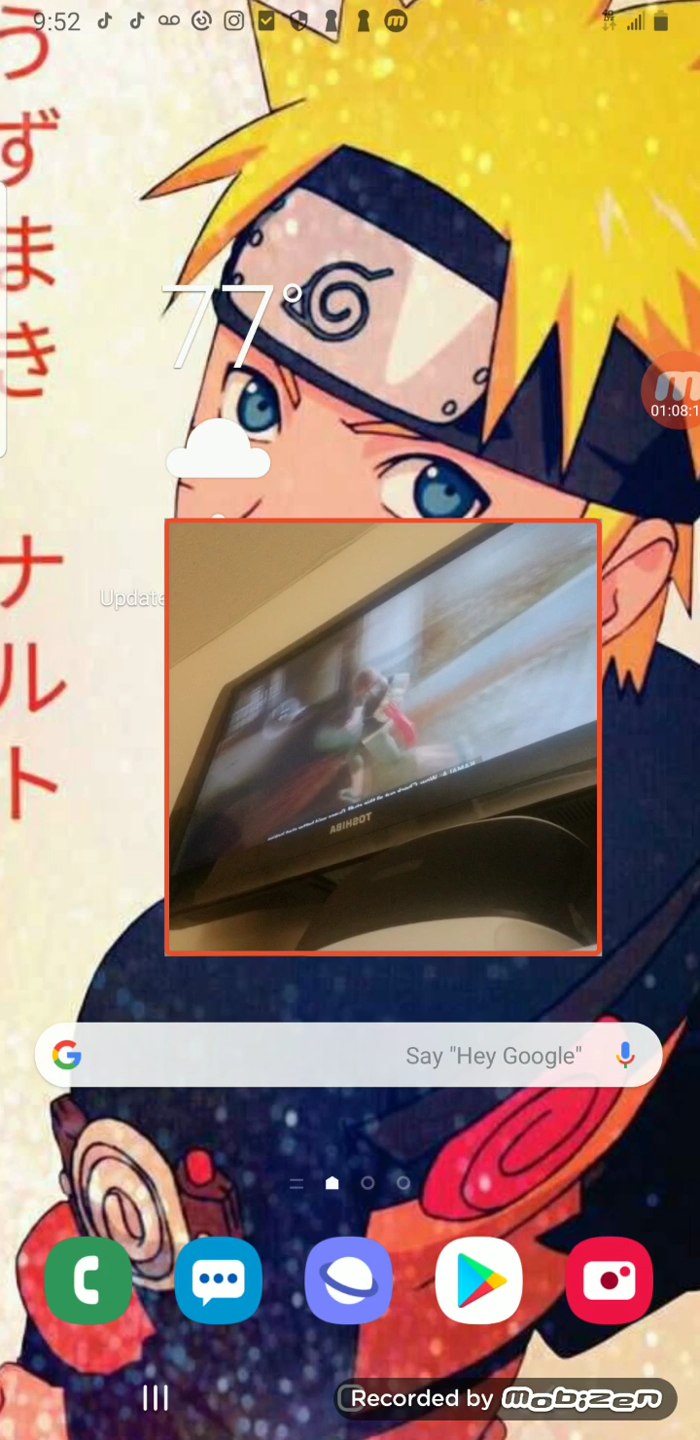 9:52
うずまき
ナルト
77°
01:08:1
Update
TOSHIBA
Say "Hey Google"
Recorded by mobizen